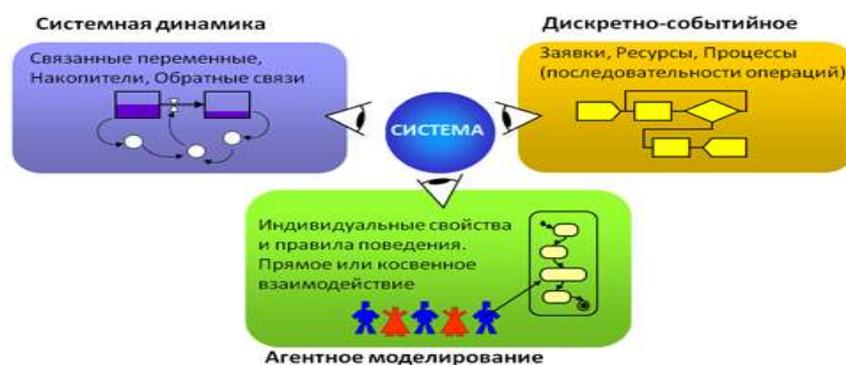 Системная динамика
Связанные переменные,
Накопители, Обратные связи
Дискретно-событийное
Заявки, Ресурсы, Процессы
(последовательности операций)
СИСТЕМА
Индивидуальные свойства
и правила поведения.
Прямое или косвенное
взаимодействие
Агентное моделирование